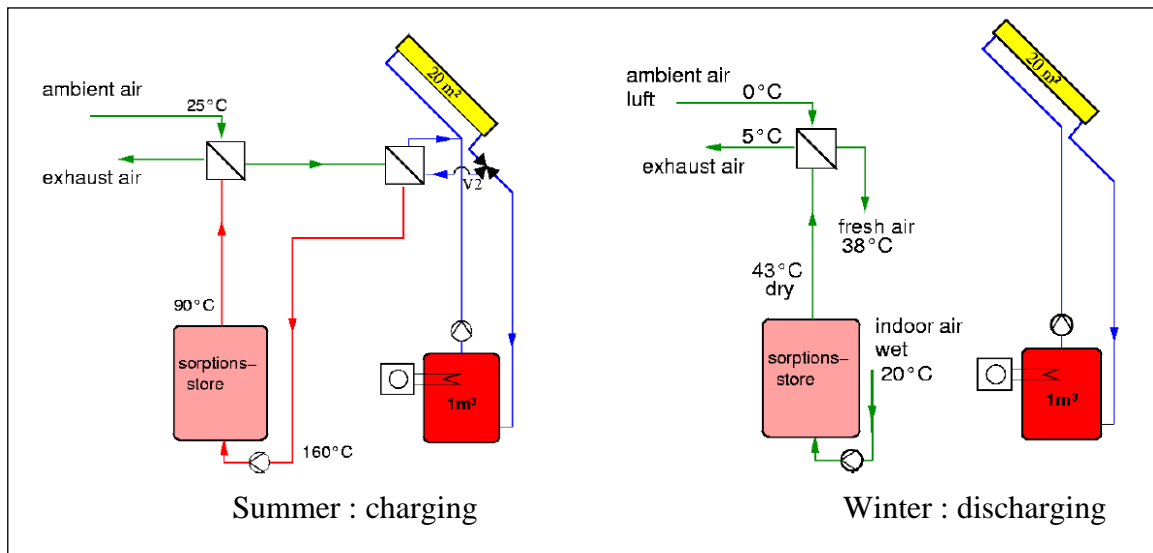 ambient air
25°C
exhaust air
20 m²
V2
90°C
sorptions–
store
160°C
1m³
Summer : charging
ambient air
luft
0°C
5°C
exhaust air
20 m²
fresh air
38°C
43°C
dry
sorptions–
store
indoor air
wet
20°C
1m³
Winter : discharging